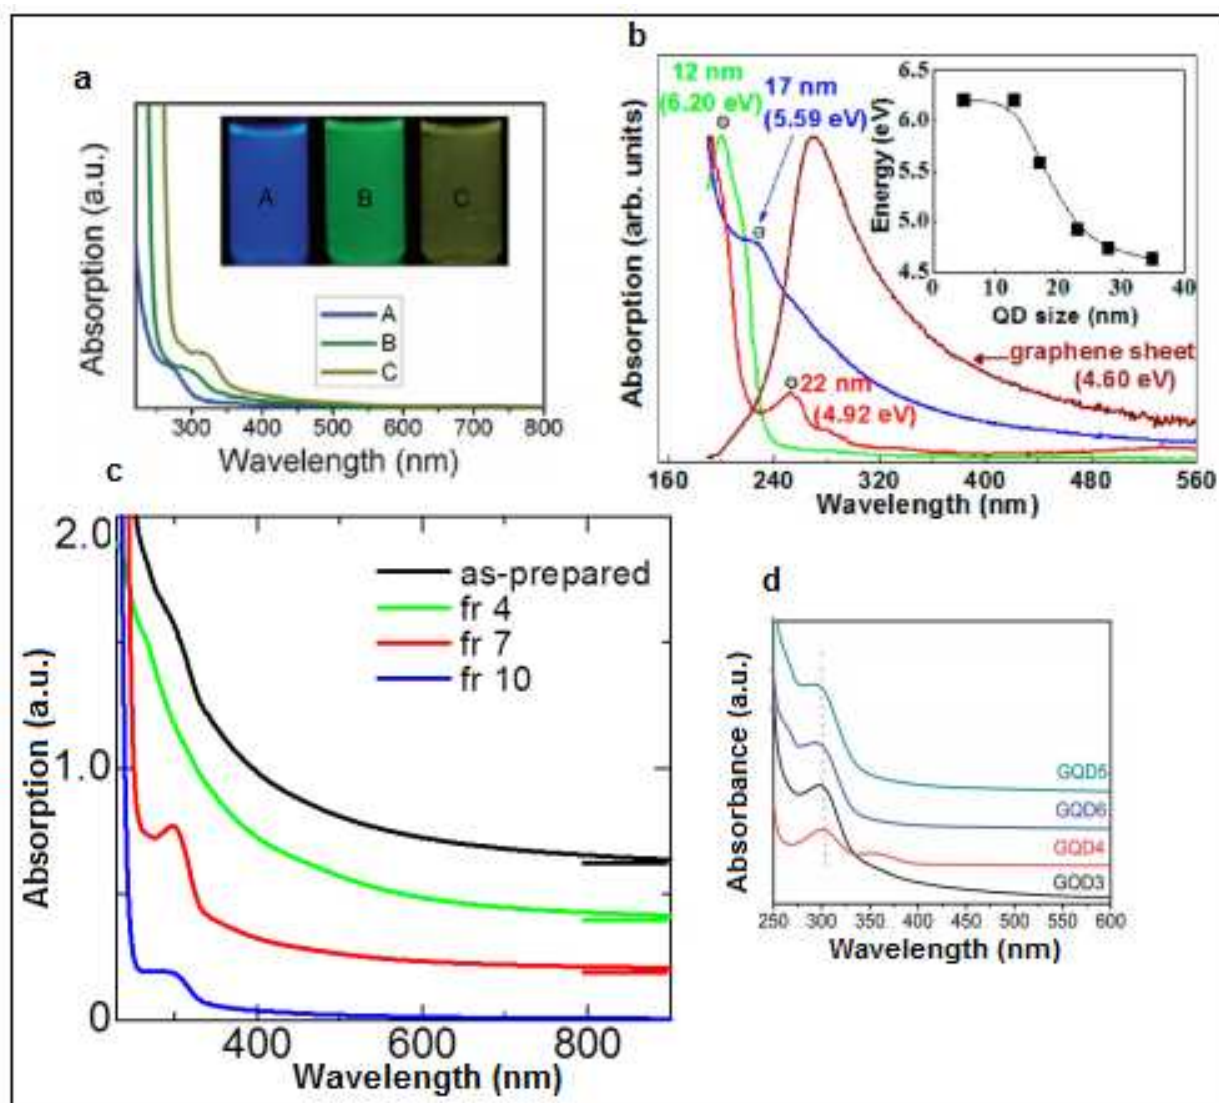 a
Absorption (a.u.)
A
B
C
A
B
C
300 400 500 600 700 800
Wavelength (nm)
b
Absorption (arb. units)
12 nm
(6.20 eV)
17 nm
(5.59 eV)
22 nm
(4.92 eV)
graphene sheet
(4.60 eV)
6.5
6.0
5.5
5.0
4.5
Energy (eV)
0 10 20 30 40
QD size (nm)
160 240 320 400 480 560
Wavelength (nm)
c
Absorption (a.u.)
2.0
1.0
0
as-prepared
fr 4
fr 7
fr 10
400 600 800
Wavelength (nm)
d
Absorbance (a.u.)
GQD5
GQD6
GQD4
GQD3
250 300 350 400 450 500 550 600
Wavelength (nm)